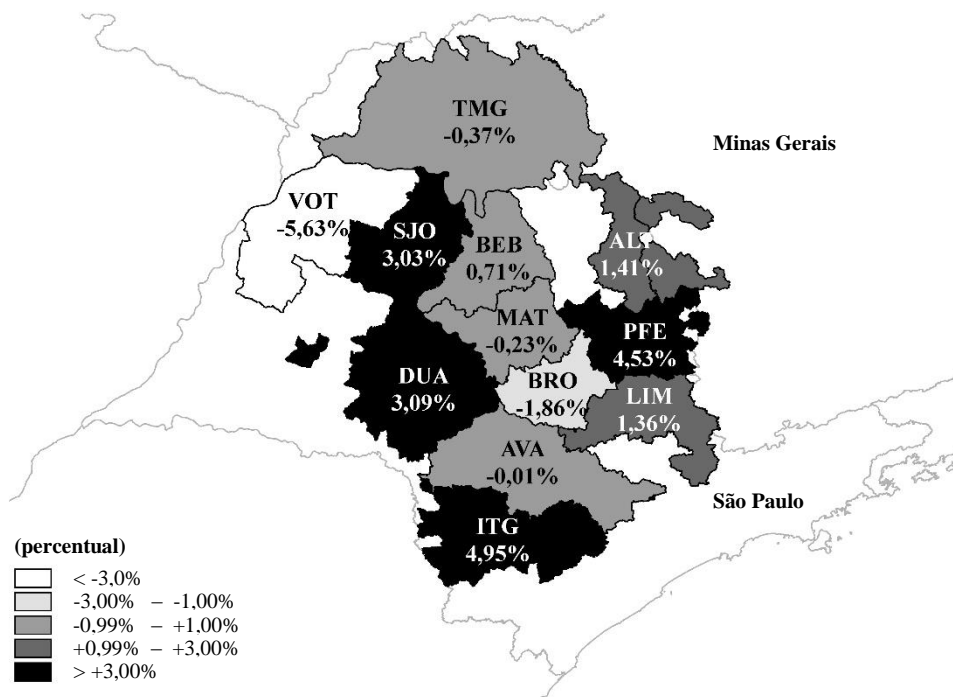 TMG
-0,37%
Minas Gerais
VOT
-5,63%
SJO
3,03%
BEB
0,71%
ALT
1,41%
MAT
-0,23%
PFE
4,53%
DUA
3,09%
BRO
-1,86%
LIM
1,36%
AVA
-0,01%
São Paulo
ITG
4,95%
(percentual)
< -3,0%
-3,00% – -1,00%
-0,99% – +1,00%
+0,99% – +3,00%
> +3,00%